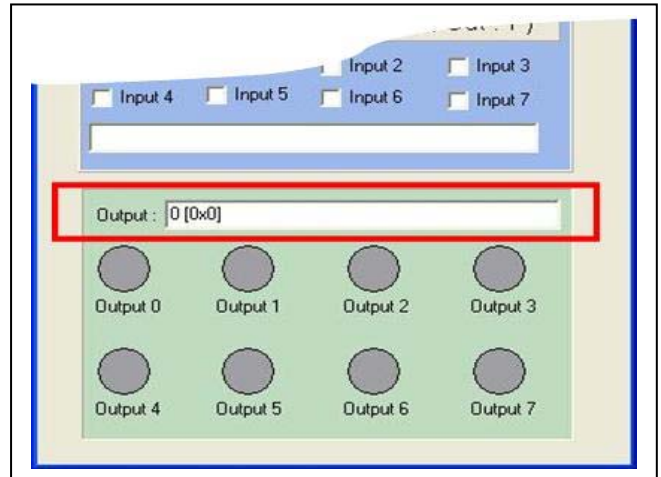 Input 2 Input 3
Input 4 Input 5 Input 6 Input 7
Output : 0 [0x0]
Output 0 Output 1 Output 2 Output 3
Output 4 Output 5 Output 6 Output 7